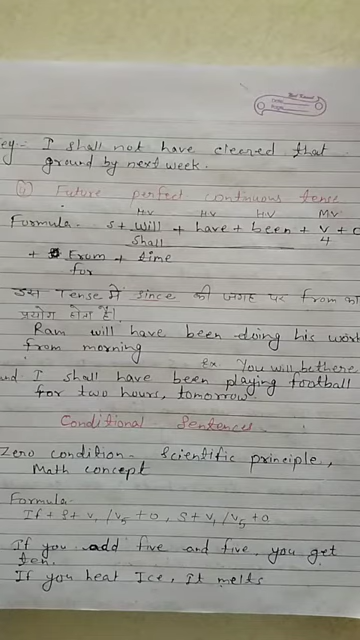 ey:- I shall not have cleared that
ground by next week.
(iv) Future perfect continuous tense
HV HV HV MV
Formula- S + will + have + been + V + o
shall 4
+ From + time
for
इस Tense में since की जगह पर from का
प्रयोग होता है।
Ram will have been doing his work
from morning
ex. You will be there
and I shall have been playing football
for two hours, tomorrow
Conditional Sentences
Zero condition- Scientific principle,
Math concept
Formula-
If + S + V₁/V₅ + o, S + V₁/V₅ + o
If you add five and five, you get
ten.
If you heat Ice, it melts